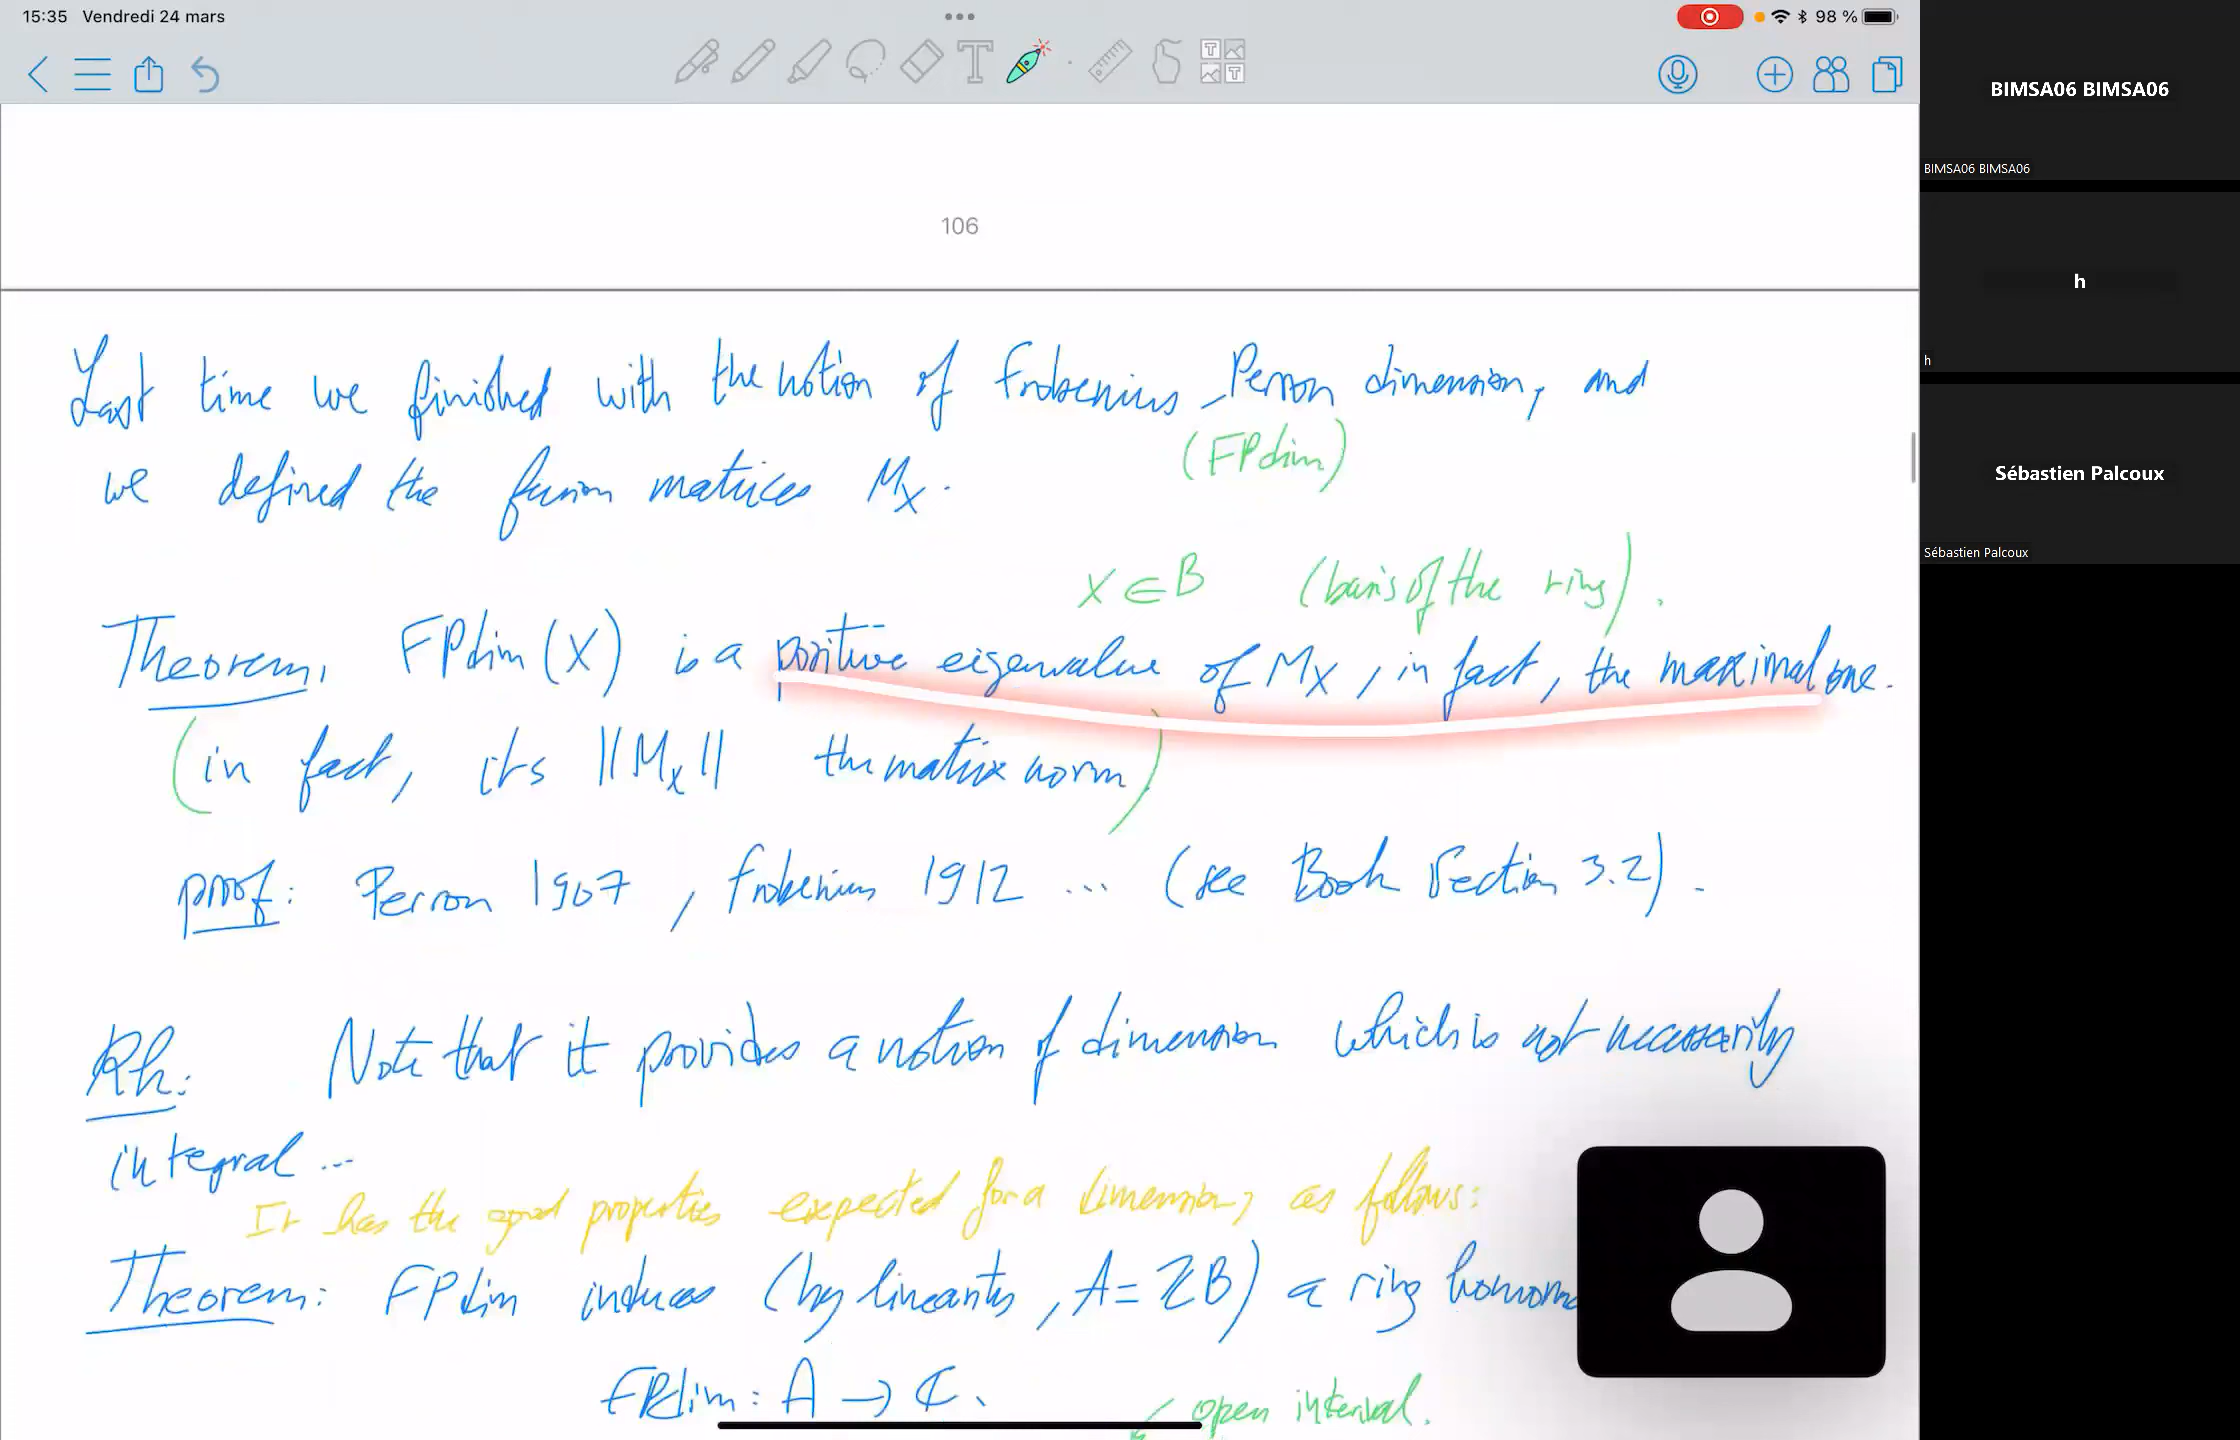 15:35 Vendredi 24 mars
98 %
106
Last time we finished with the notion of Frobenius-Perron dimension, and
(FPdim)
we defined the fusion matrices M_X.
X ∈ B (basis of the ring).
Theorem, FPdim(X) is a positive eigenvalue of M_X, in fact, the maximal one.
(in fact, its ||M_X|| the matrix norm)
proof: Perron 1907, Frobenius 1912 ... (see Book Section 3.2).
Rk: Note that it provides a notion of dimension which is not necessarily
integral ...
It has the good properties expected for a dimension, as follows:
Theorem: FPdim induces (by linearity, A = ZB) a ring homom
FPdim: A → C.
open interval.
BIMSA06 BIMSA06
BIMSA06 BIMSA06
h
h
Sébastien Palcoux
Sébastien Palcoux